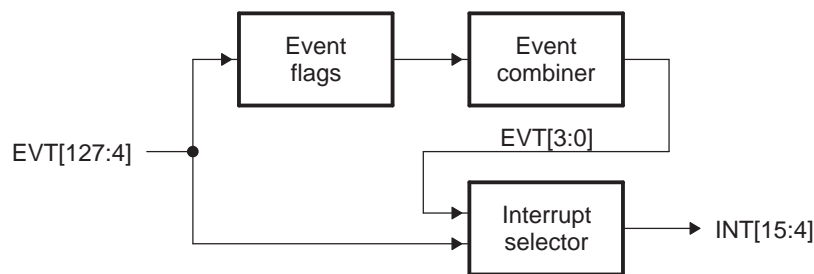 Event
flags
Event
combiner
EVT[3:0]
EVT[127:4]
Interrupt
selector
INT[15:4]